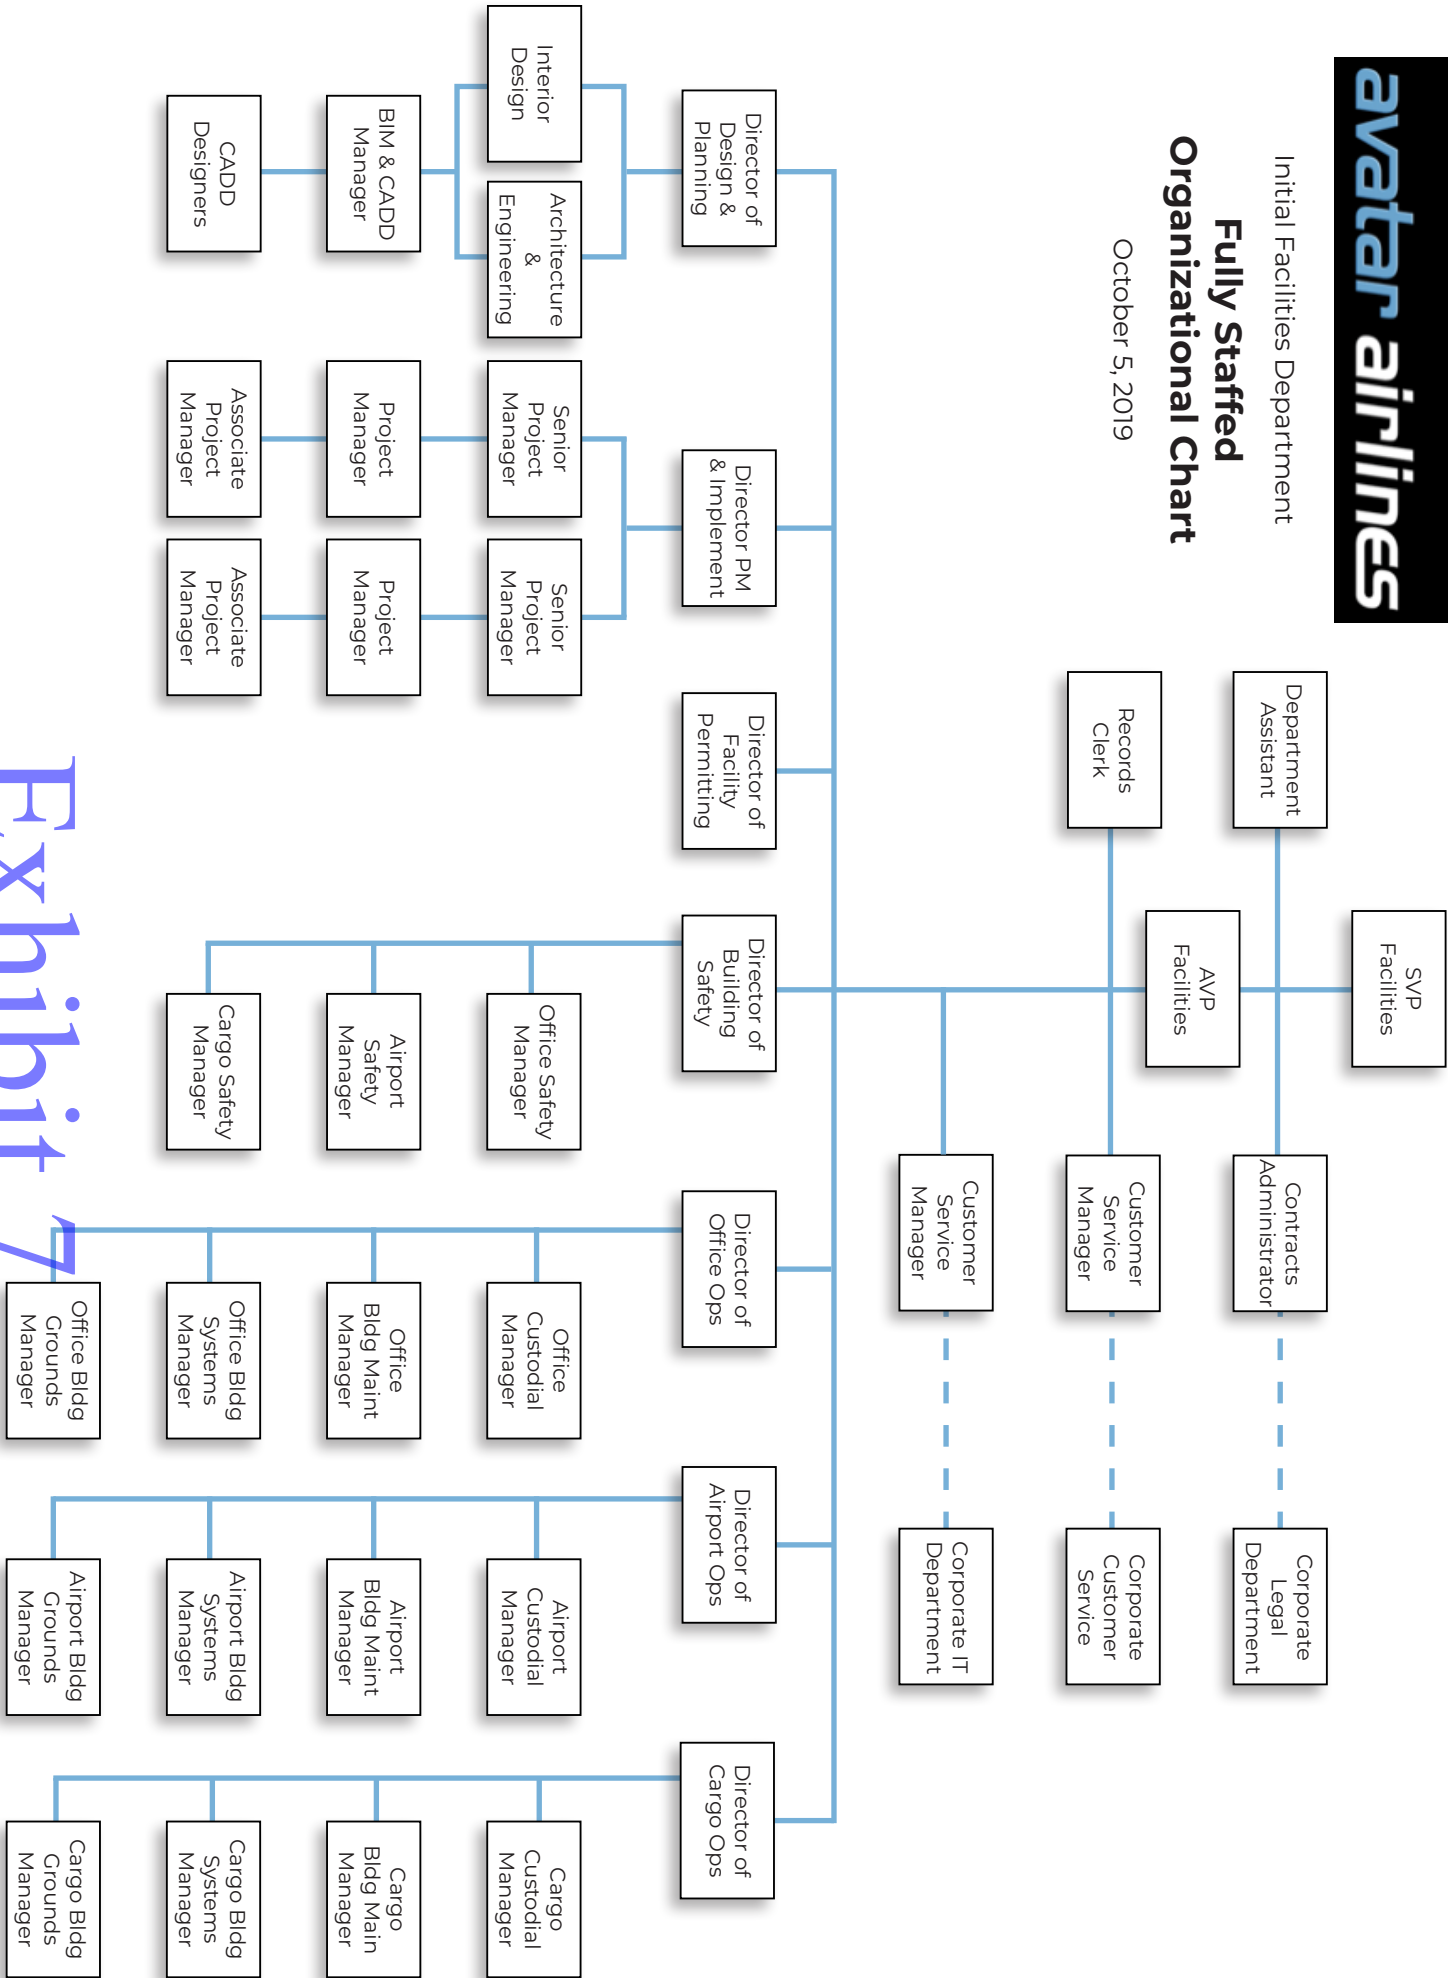 avatar airlines
Initial Facilities Department
Fully Staffed
Organizational Chart
October 5, 2019
SVP
Facilities
Department
Assistant
Contracts
Administrator
Corporate
Legal
Department
AVP
Facilities
Records
Clerk
Customer
Service
Manager
Corporate
Customer
Service
Customer
Service
Manager
Corporate IT
Department
Director of
Design &
Planning
Director PM
& Implement
Director of
Facility
Permitting
Director of
Building
Safety
Director of
Office Ops
Director of
Airport Ops
Director of
Cargo Ops
Interior
Design
Architecture
&
Engineering
Senior
Project
Manager
Senior
Project
Manager
Office Safety
Manager
Office
Custodial
Manager
Airport
Custodial
Manager
Cargo
Custodial
Manager
BIM & CADD
Manager
Project
Manager
Project
Manager
Airport
Safety
Manager
Office
Bldg Maint
Manager
Airport
Bldg Maint
Manager
Cargo
Bldg Main
Manager
CADD
Designers
Associate
Project
Manager
Associate
Project
Manager
Cargo Safety
Manager
Office Bldg
Systems
Manager
Airport Bldg
Systems
Manager
Cargo Bldg
Systems
Manager
Office Bldg
Grounds
Manager
Airport Bldg
Grounds
Manager
Cargo Bldg
Grounds
Manager
Exhibit 7